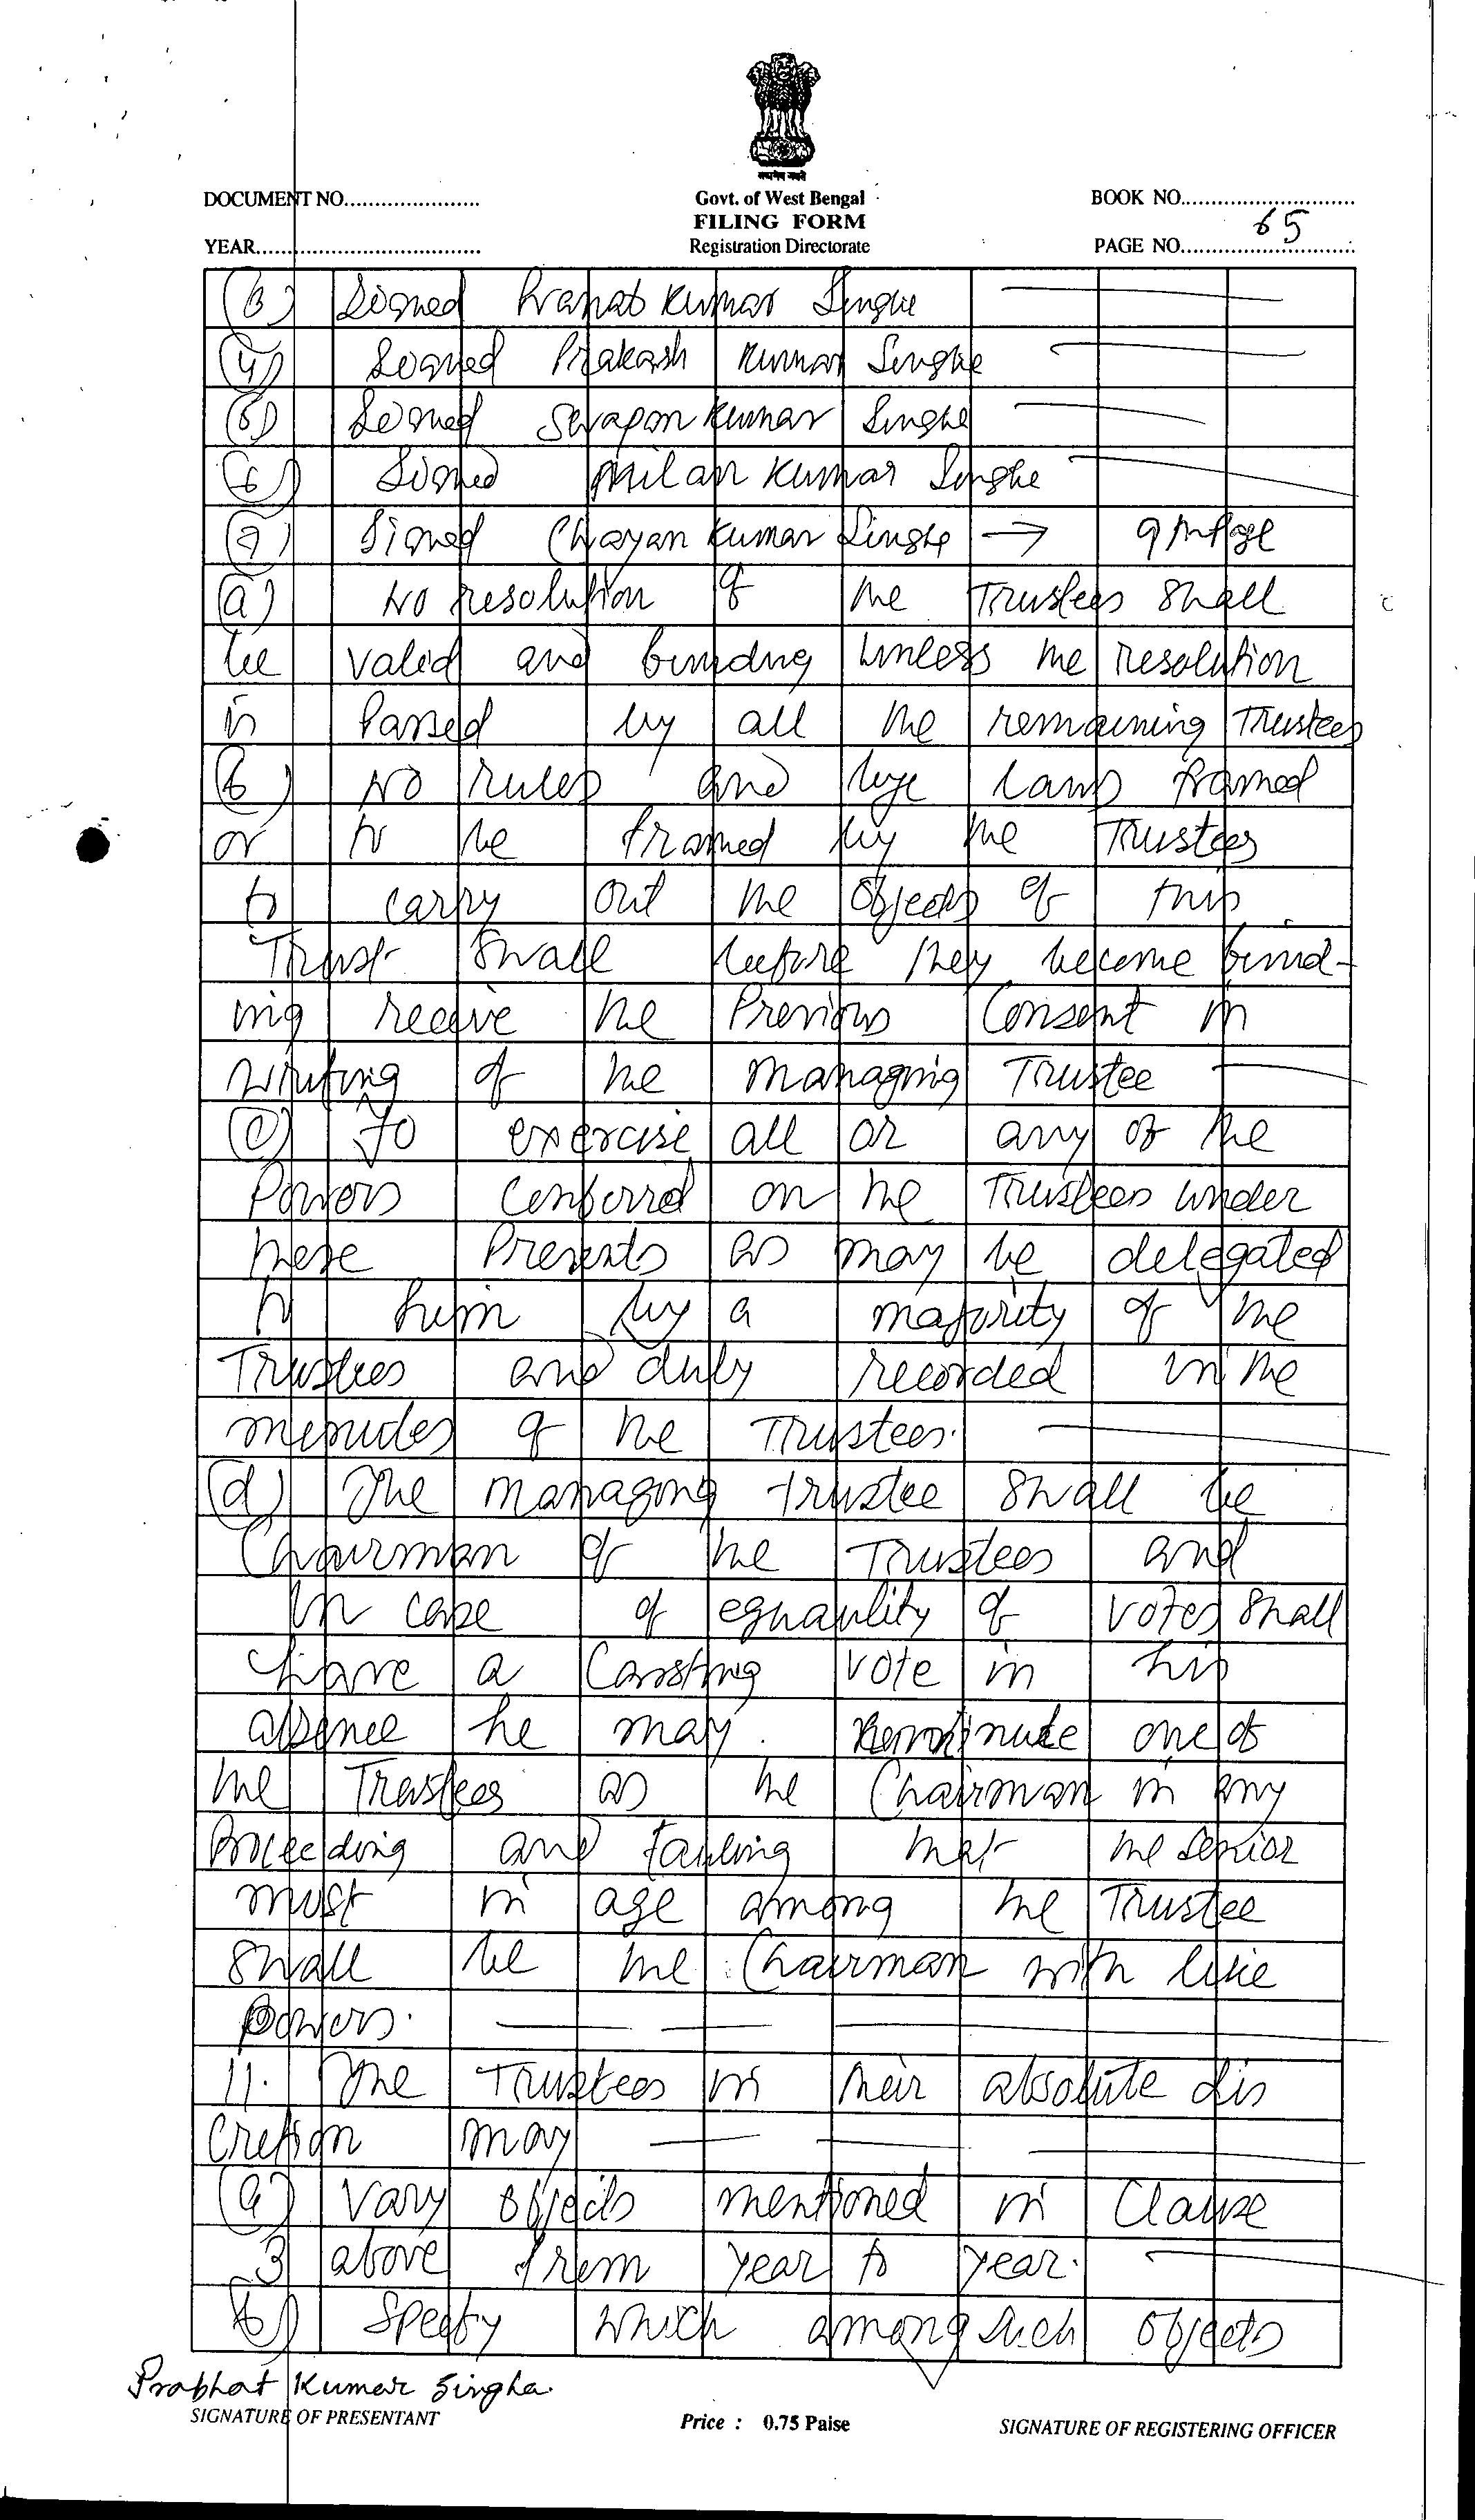 सत्यमेव जयते
DOCUMENT NO.......................
Govt. of West Bengal
BOOK NO.............................
FILING FORM
YEAR......................................
Registration Directorate
PAGE NO. 65
(3) Signed Pranab Kumar Singha
(4) Signed Prakash Kumar Singha
(5) Signed Swapan Kumar Singha
(6) Signed Milan Kumar Singha
(7) Signed Chayan Kumar Singha →
(a) No resolution of the Trustees shall
be valid and binding unless the resolution
is Passed by all the remaining Trustees
(b) No rules and bye laws framed
or to be framed by the Trustees
to carry out the objects of this
Trust shall before they become bind-
ing receive the Previous Consent in
writing of the managing Trustee
(c) To exercise all or any of the
Powers Conferred on the Trustees under
these Presents as may be delegated
to him by a majority of the
Trustees and duly recorded in the
minutes of the Trustees.
(d) The managing trustee shall be
Chairman of the Trustees and
in case of equality of votes shall
have a Casting vote in his
absence he may nominate one of
the Trustees as the Chairman in any
Proceeding and failing that the senior
most in age among the Trustee
shall be the Chairman with like
Powers.
11. The Trustees in their absolute dis
cretion may
(a) vary objects mentioned in Clause
3 above from year to year.
(b) Specify which among such objects
Prabhat Kumar Singha.
SIGNATURE OF PRESENTANT
Price : 0.75 Paise
SIGNATURE OF REGISTERING OFFICER